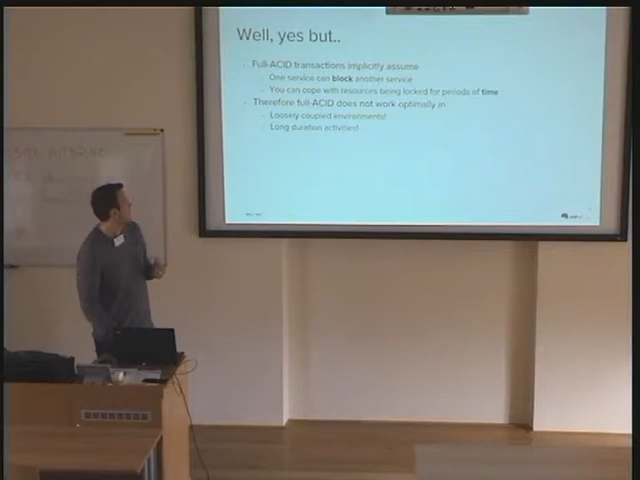 Well, yes but..
Full-ACID transactions implicitly assume
One service can block another service
You can cope with resources being locked for periods of time
Therefore full-ACID does not work optimally in
Loosely coupled environments!
Long duration activities!